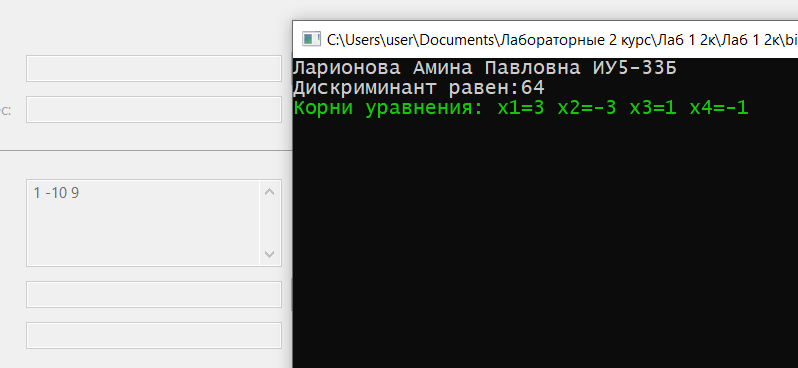 C:\Users\user\Documents\Лабораторные 2 курс\Лаб 1 2к\Лаб 1 2к\bi
Ларионова Амина Павловна ИУ5-33Б
Дискриминант равен:64
Корни уравнения: x1=3 x2=-3 x3=1 x4=-1
с:
1 -10 9